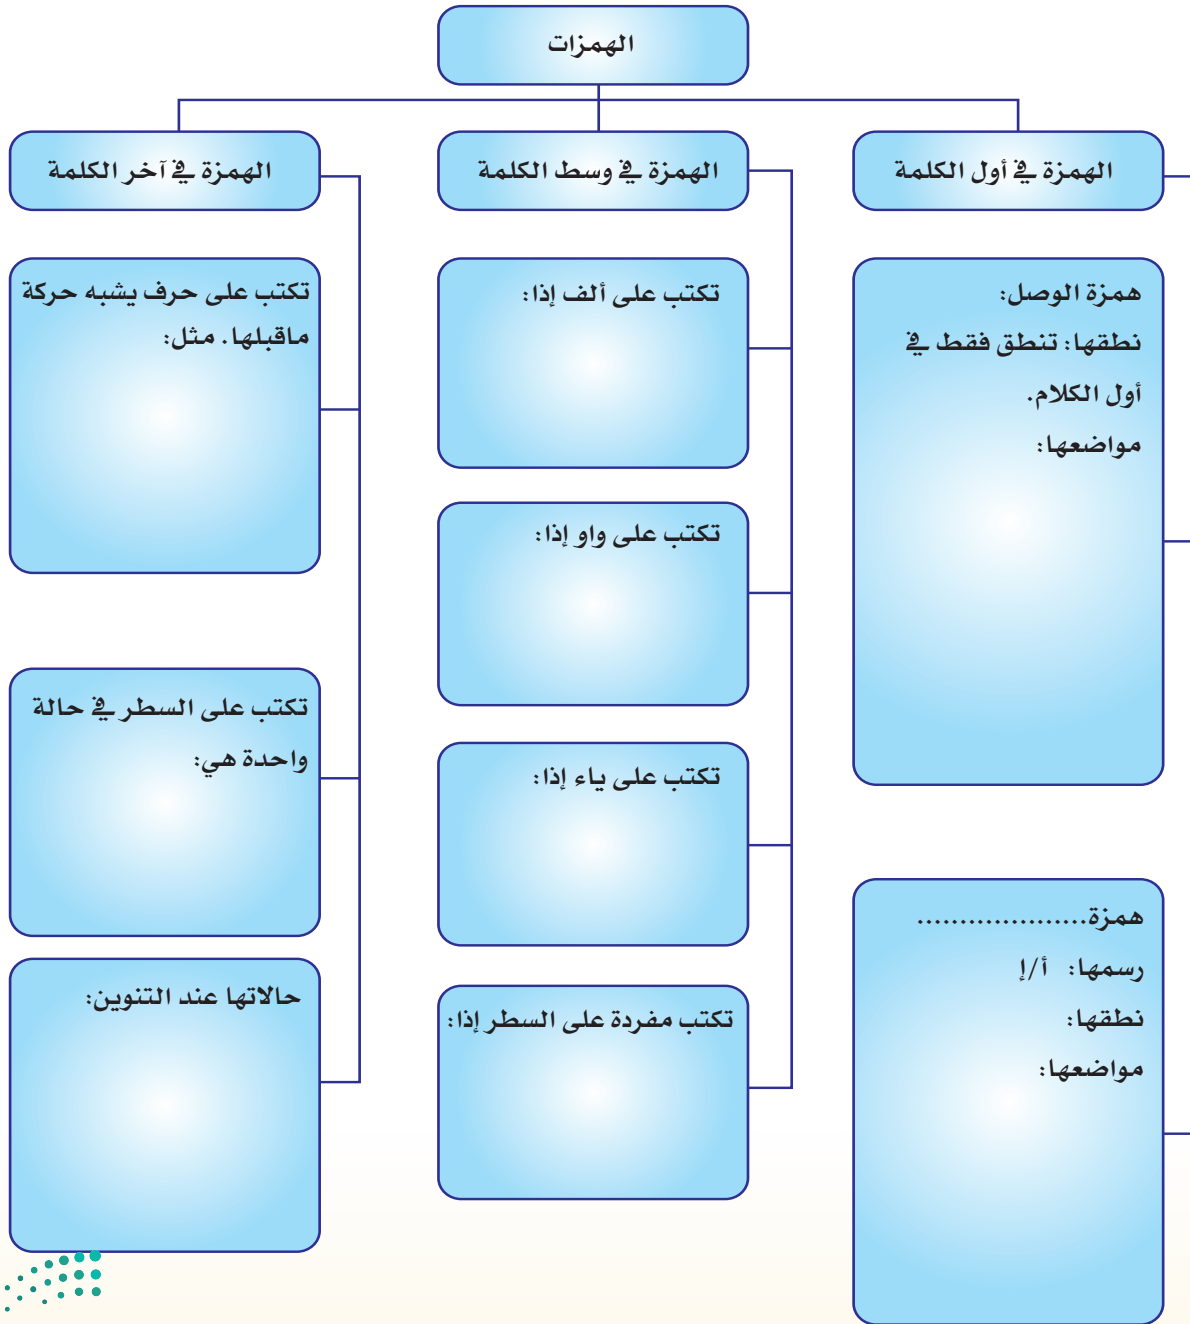 الهمزات
الهمزة في أول الكلمة
همزة الوصل:
نطقها: تنطق فقط في
أول الكلام.
مواضعها:
همزة....................
رسمها: أ/إ
نطقها:
مواضعها:
الهمزة في وسط الكلمة
تكتب على ألف إذا:
تكتب على واو إذا:
تكتب على ياء إذا:
تكتب مفردة على السطر إذا:
الهمزة في آخر الكلمة
تكتب على حرف يشبه حركة
ماقبلها. مثل:
تكتب على السطر في حالة
واحدة هي:
حالاتها عند التنوين: